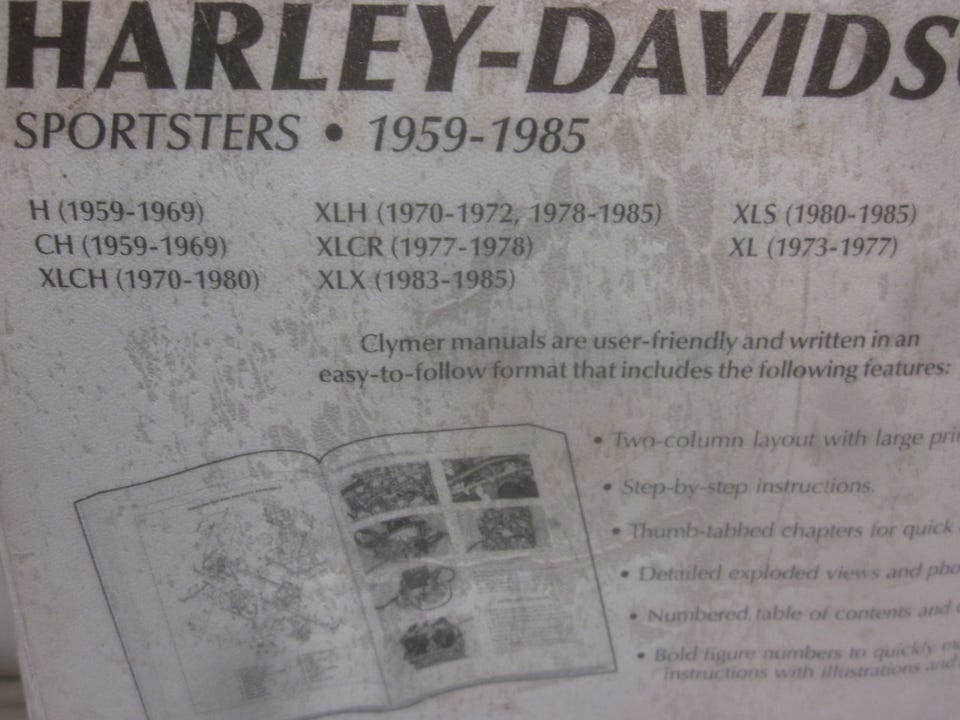 HARLEY-DAVIDS
SPORTSTERS • 1959-1985
H (1959-1969)
CH (1959-1969)
XLCH (1970-1980)
XLH (1970-1972, 1978-1985)
XLCR (1977-1978)
XLX (1983-1985)
XLS (1980-1985)
XL (1973-1977)
Clymer manuals are user-friendly and written in an
easy-to-follow format that includes the following features:
• Two-column layout with large
• Step-by-step instructions.
• Thumb-tabbed chapters for quick
• Detailed exploded views and
• Numbered table of contents and
• Bold figure numbers to quickly
instructions with illustrations and